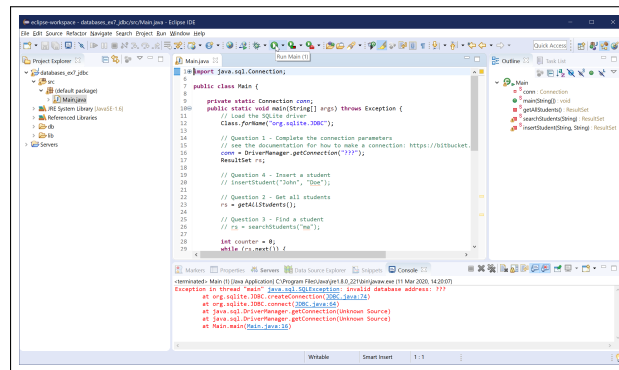 eclipse-workspace - databases_ex7_jdbc/src/Main.java - Eclipse IDE
File Edit Source Refactor Navigate Search Project Run Window Help
Quick Access
Run Main (1)
Project Explorer
databases_ex7_jdbc
src
(default package)
Main.java
JRE System Library [JavaSE-1.6]
Referenced Libraries
db
lib
Servers
Main.java
1 import java.sql.Connection;
6
7 public class Main {
8
9 private static Connection conn;
10 public static void main(String[] args) throws Exception {
11 // Load the SQLite driver
12 Class.forName("org.sqlite.JDBC");
13
14 // Question 1 - Complete the connection parameters
15 // see the documentation for how to make a connection: https://bitbucket.
16 conn = DriverManager.getConnection("???");
17 ResultSet rs;
18
19 // Question 4 - Insert a student
20 // insertStudent("John", "Doe");
21
22 // Question 2 - Get all students
23 rs = getAllStudents();
24
25 // Question 3 - Find a student
26 // rs = searchStudents("ma");
27
28 int counter = 0;
29 while (rs.next()) {
Outline
Task List
Main
conn : Connection
main(String[]) : void
getAllStudents() : ResultSet
searchStudents(String) : ResultSet
insertStudent(String, String) : ResultSet
Markers Properties Servers Data Source Explorer Snippets Console
<terminated> Main (1) [Java Application] C:\Program Files\Java\jre1.8.0_221\bin\javaw.exe (11 Mar 2020, 14:20:07)
Exception in thread "main" java.sql.SQLException: invalid database address: ???
at org.sqlite.JDBC.createConnection(JDBC.java:74)
at org.sqlite.JDBC.connect(JDBC.java:64)
at java.sql.DriverManager.getConnection(Unknown Source)
at java.sql.DriverManager.getConnection(Unknown Source)
at Main.main(Main.java:16)
Writable Smart Insert 1 : 1